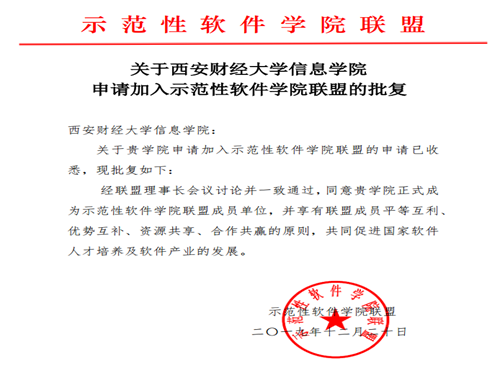 示范性软件学院联盟
关于西安财经大学信息学院
申请加入示范性软件学院联盟的批复
西安财经大学信息学院：
关于贵学院申请加入示范性软件学院联盟的申请已收
悉，现批复如下：
经联盟理事长会议讨论并一致通过，同意贵学院正式成
为示范性软件学院联盟成员单位，并享有联盟成员平等互利、
优势互补、资源共享、合作共赢的原则，共同促进国家软件
人才培养及软件产业的发展。
示范性软件学院联盟
示范性软件学院联盟
二〇一九年十二月二十日